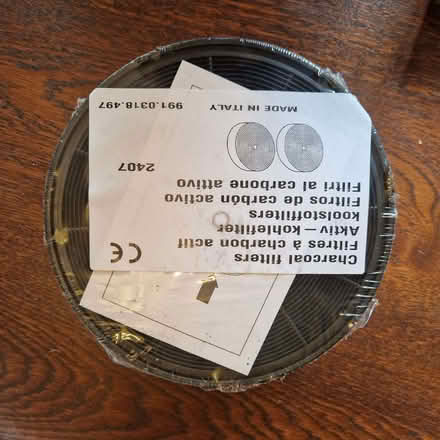 Charcoal filters
Filtres à charbon actif
Aktiv – kohlefilter
koolstoffilters
Filtros de carbón activo
Filtri al carbone attivo
CE
2407
MADE IN ITALY
991.0318.497